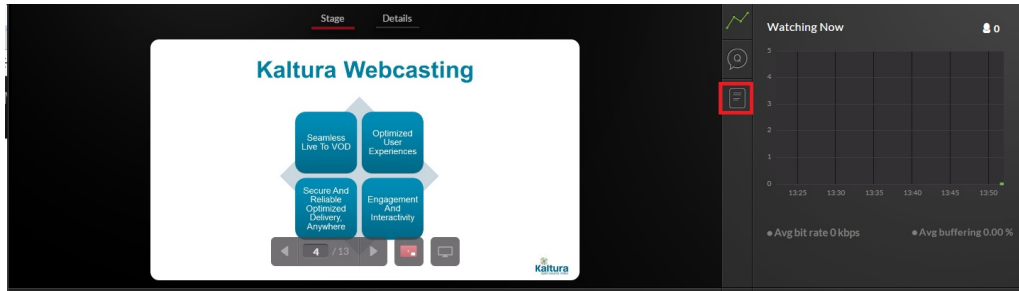 Stage Details
Kaltura Webcasting
Seamless
Live To VOD
Optimized
User
Experiences
Secure And
Reliable
Optimized
Delivery,
Anywhere
Engagement
And
Interactivity
4 / 13
Kaltura
Q
Watching Now 0
5
4
3
2
1
0
13:25 13:30 13:35 13:40 13:45 13:50
Avg bit rate 0 kbps Avg buffering 0.00 %